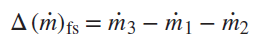 Δ (ṁ)fs = ṁ3 − ṁ1 − ṁ2